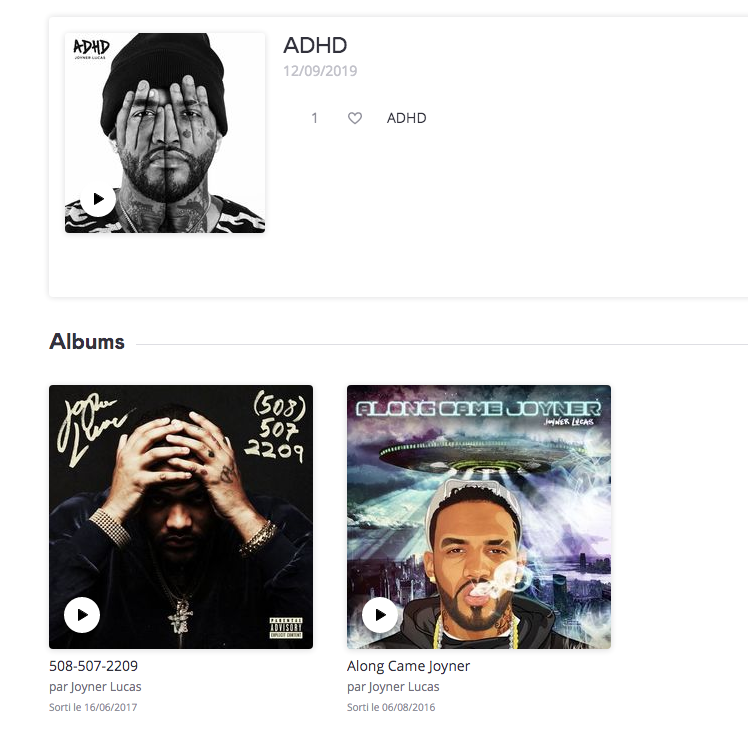 ADHD
JOYNER LUCAS
ADHD
12/09/2019
1 ADHD
Albums
Joyner Lucas
(508)
507
2209
PARENTAL
ADVISORY
EXPLICIT CONTENT
ALONG CAME JOYNER
JOYNER LUCAS
508-507-2209
par Joyner Lucas
Sorti le 16/06/2017
Along Came Joyner
par Joyner Lucas
Sorti le 06/08/2016